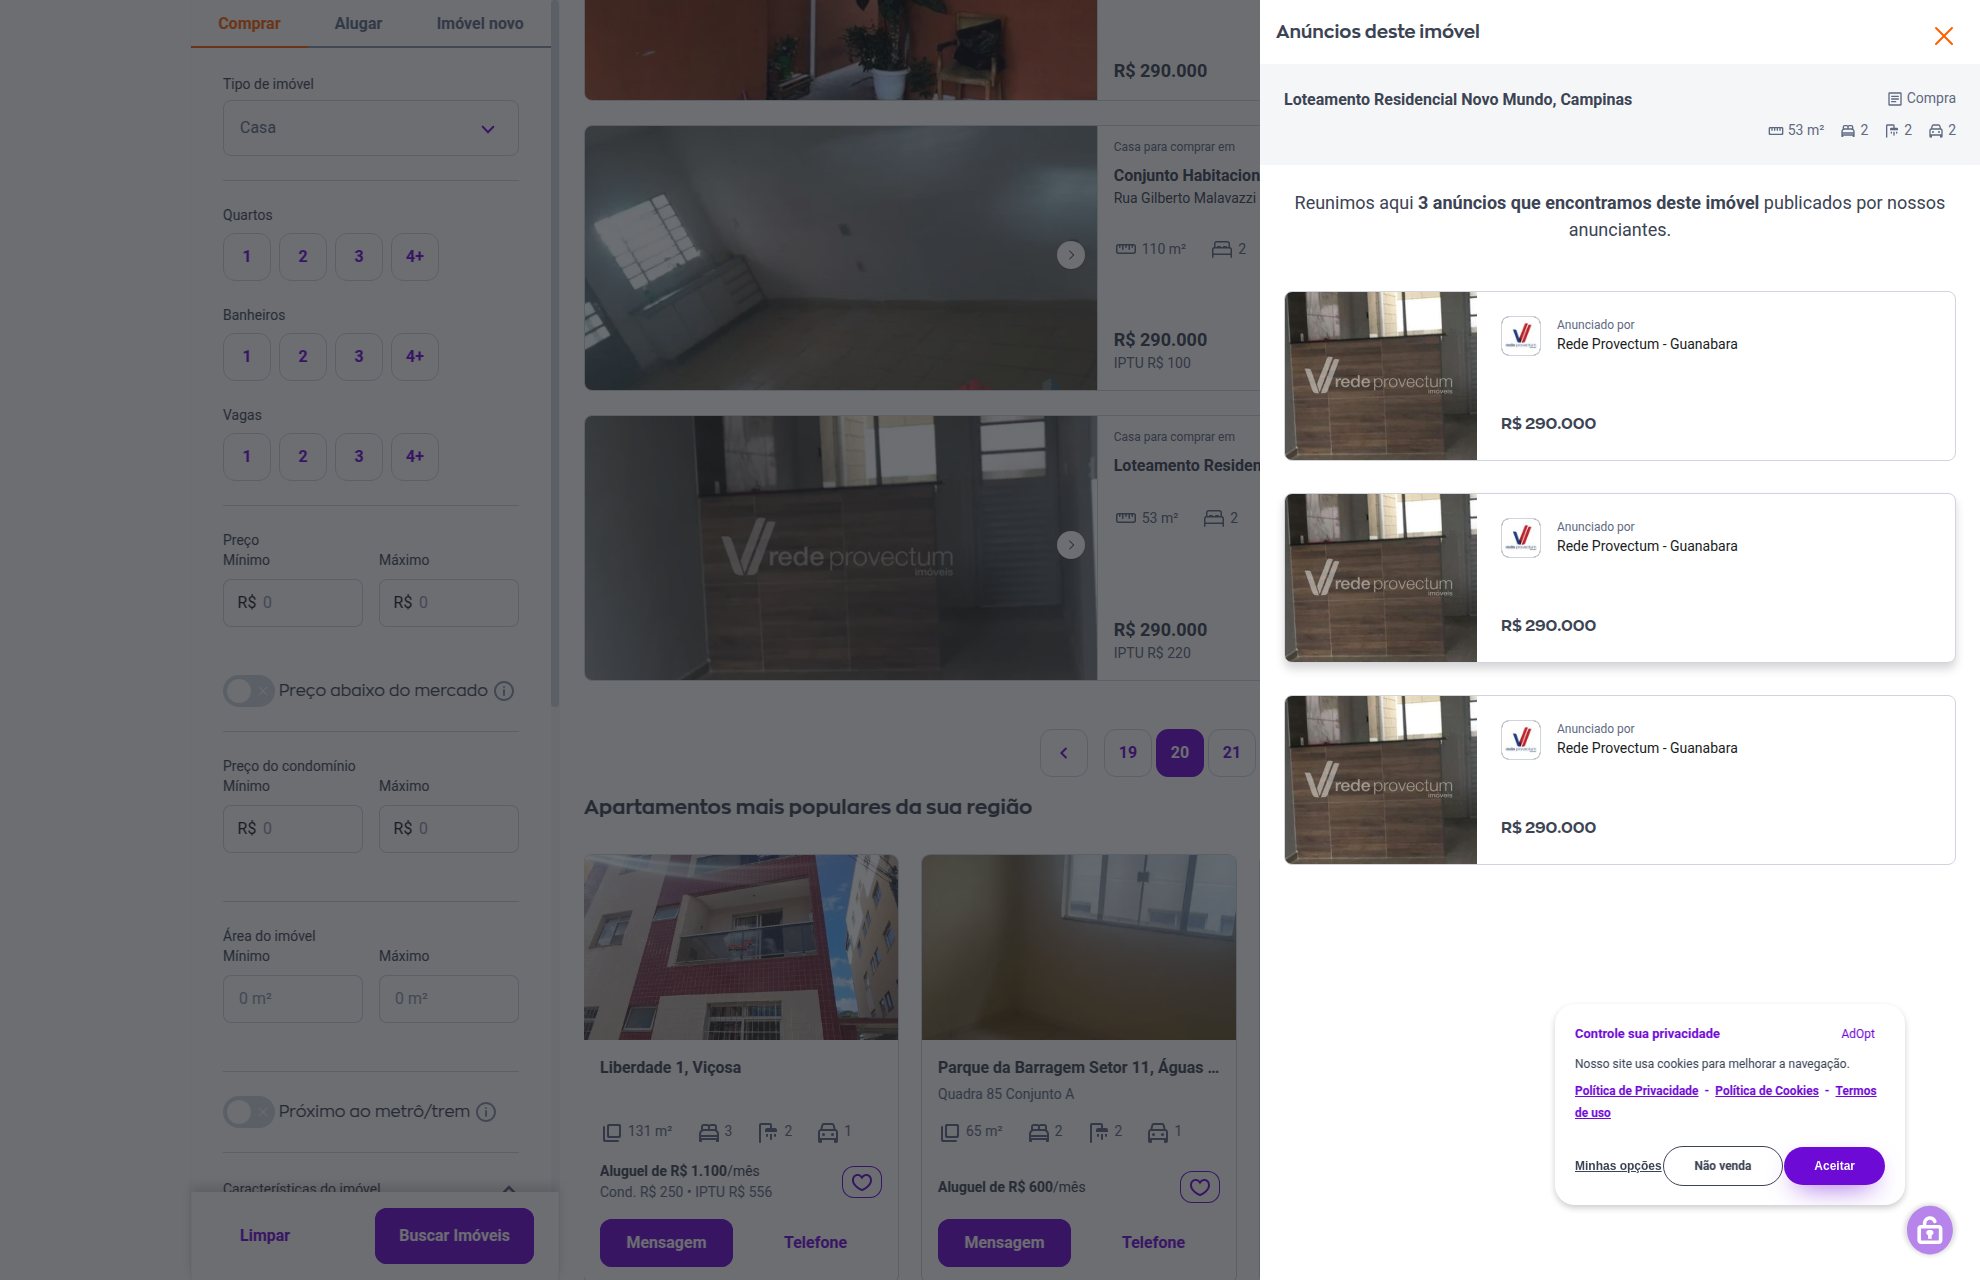 Comprar
Alugar
Imóvel novo
Tipo de imóvel
Casa
Quartos
1
2
3
4+
Banheiros
1
2
3
4+
Vagas
1
2
3
4+
Preço
Mínimo
Máximo
R$ 0
R$ 0
Preço abaixo do mercado
Preço do condomínio
Mínimo
Máximo
R$ 0
R$ 0
Área do imóvel
Mínimo
Máximo
0 m²
0 m²
Próximo ao metrô/trem
Características do imóvel
Limpar
Buscar Imóveis
R$ 290.000
Casa para comprar em
Conjunto Habitacion
Rua Gilberto Malavazzi
110 m²
2
R$ 290.000
IPTU R$ 100
rede provectum
imóveis
Casa para comprar em
Loteamento Residen
53 m²
2
R$ 290.000
IPTU R$ 220
19
20
21
Apartamentos mais populares da sua região
Liberdade 1, Viçosa
131 m²
3
2
1
Aluguel de R$ 1.100/mês
Cond. R$ 250 • IPTU R$ 556
Mensagem
Telefone
Parque da Barragem Setor 11, Águas ...
Quadra 85 Conjunto A
65 m²
2
2
1
Aluguel de R$ 600/mês
Mensagem
Telefone
Anúncios deste imóvel
Loteamento Residencial Novo Mundo, Campinas
Compra
53 m²
2
2
2
Reunimos aqui 3 anúncios que encontramos deste imóvel publicados por nossos
anunciantes.
rede provectum
imóveis
Anunciado por
Rede Provectum - Guanabara
R$ 290.000
rede provectum
imóveis
Anunciado por
Rede Provectum - Guanabara
R$ 290.000
rede provectum
imóveis
Anunciado por
Rede Provectum - Guanabara
R$ 290.000
Controle sua privacidade
AdOpt
Nosso site usa cookies para melhorar a navegação.
Política de Privacidade - Política de Cookies - Termos
de uso
Minhas opções
Não venda
Aceitar